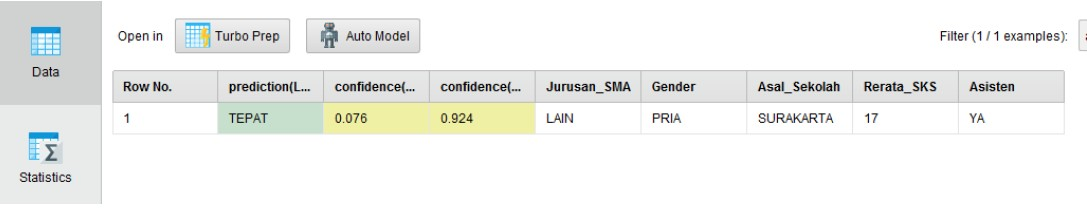 Open in Turbo Prep Auto Model Filter (1 / 1 examples):
Data
Row No. prediction(L... confidence(... confidence(... Jurusan_SMA Gender Asal_Sekolah Rerata_SKS Asisten
1 TEPAT 0.076 0.924 LAIN PRIA SURAKARTA 17 YA
Σ
Statistics